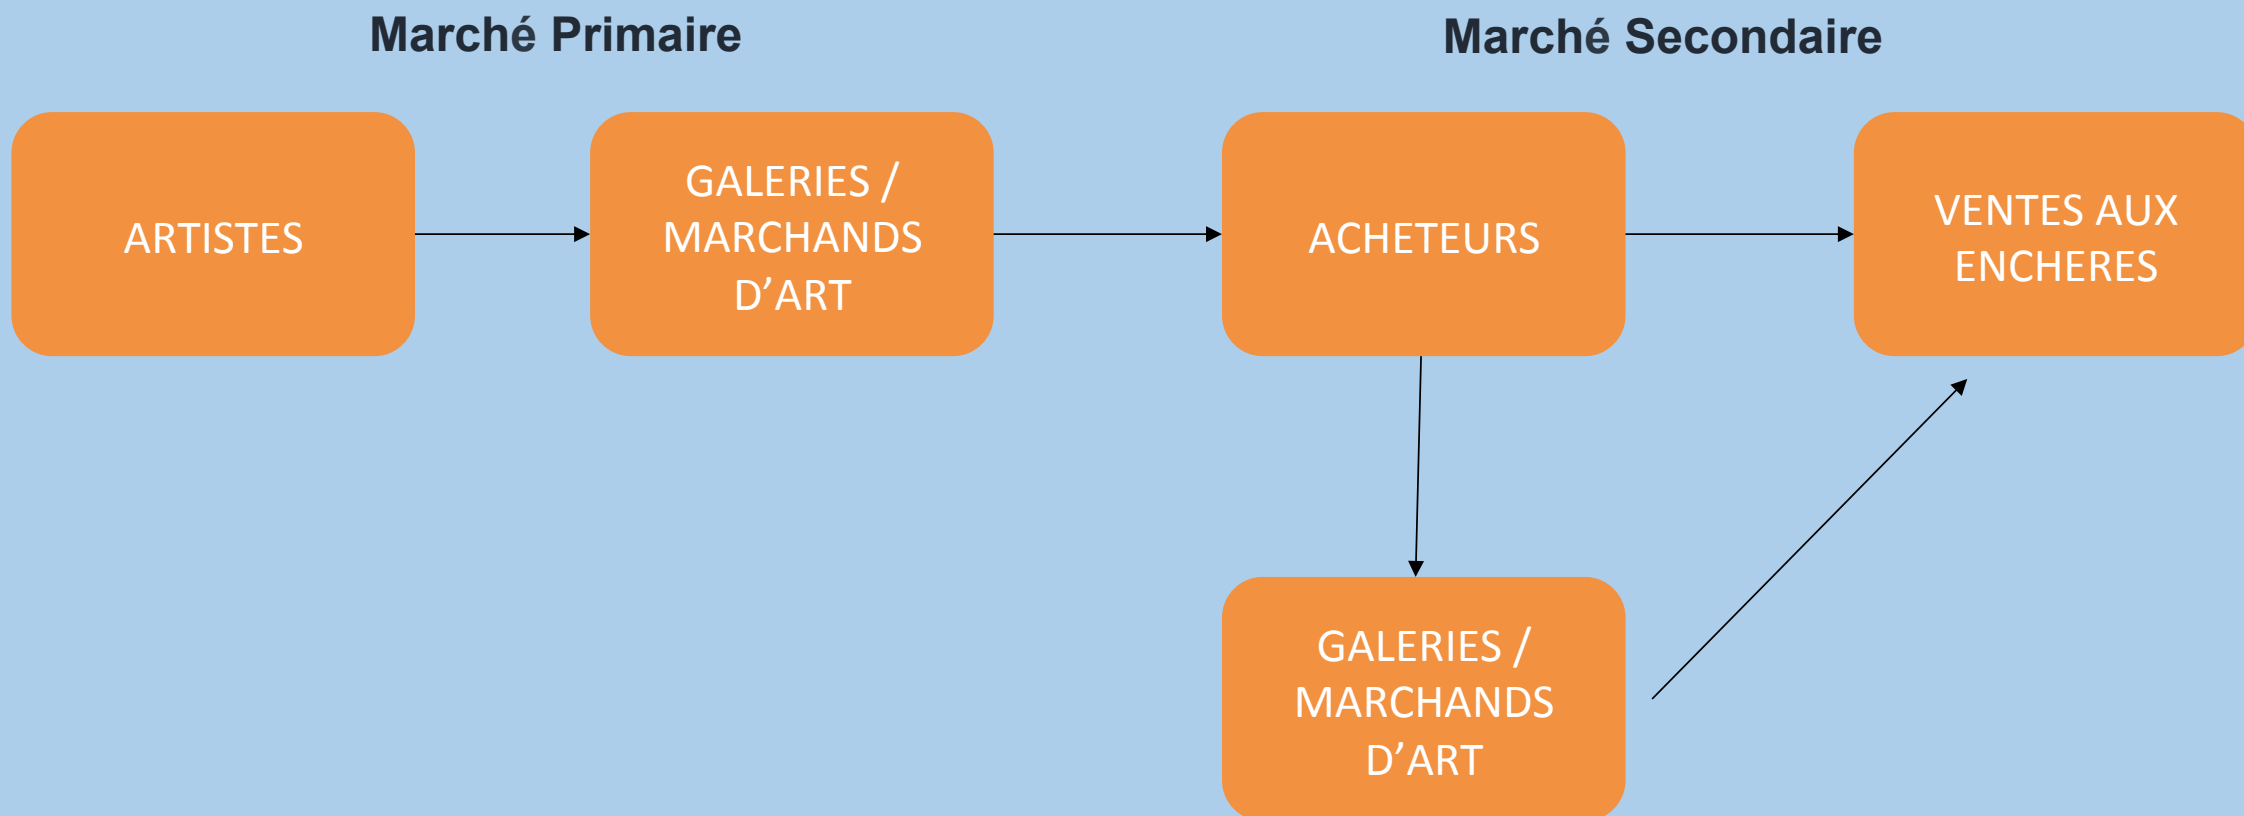 Marché Primaire
Marché Secondaire
ARTISTES
GALERIES /
MARCHANDS
D’ART
ACHETEURS
VENTES AUX
ENCHERES
GALERIES /
MARCHANDS
D’ART